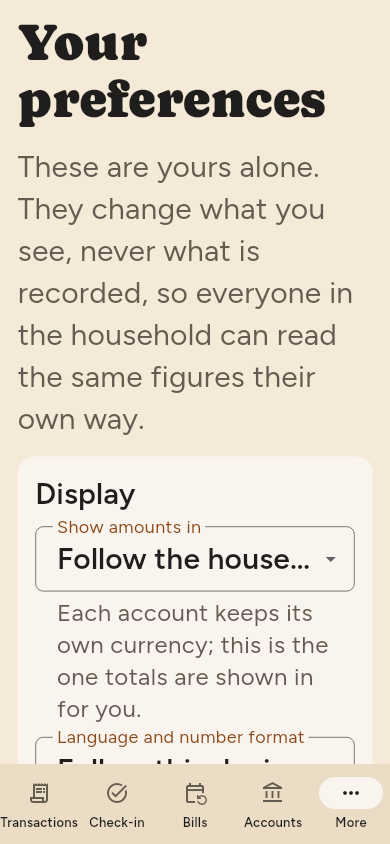 Your
preferences
These are yours alone.
They change what you
see, never what is
recorded, so everyone in
the household can read
the same figures their
own way.
Display
Show amounts in
Follow the house...
Each account keeps its
own currency; this is the
one totals are shown in
for you.
Language and number format
Transactions
Check-in
Bills
Accounts
More